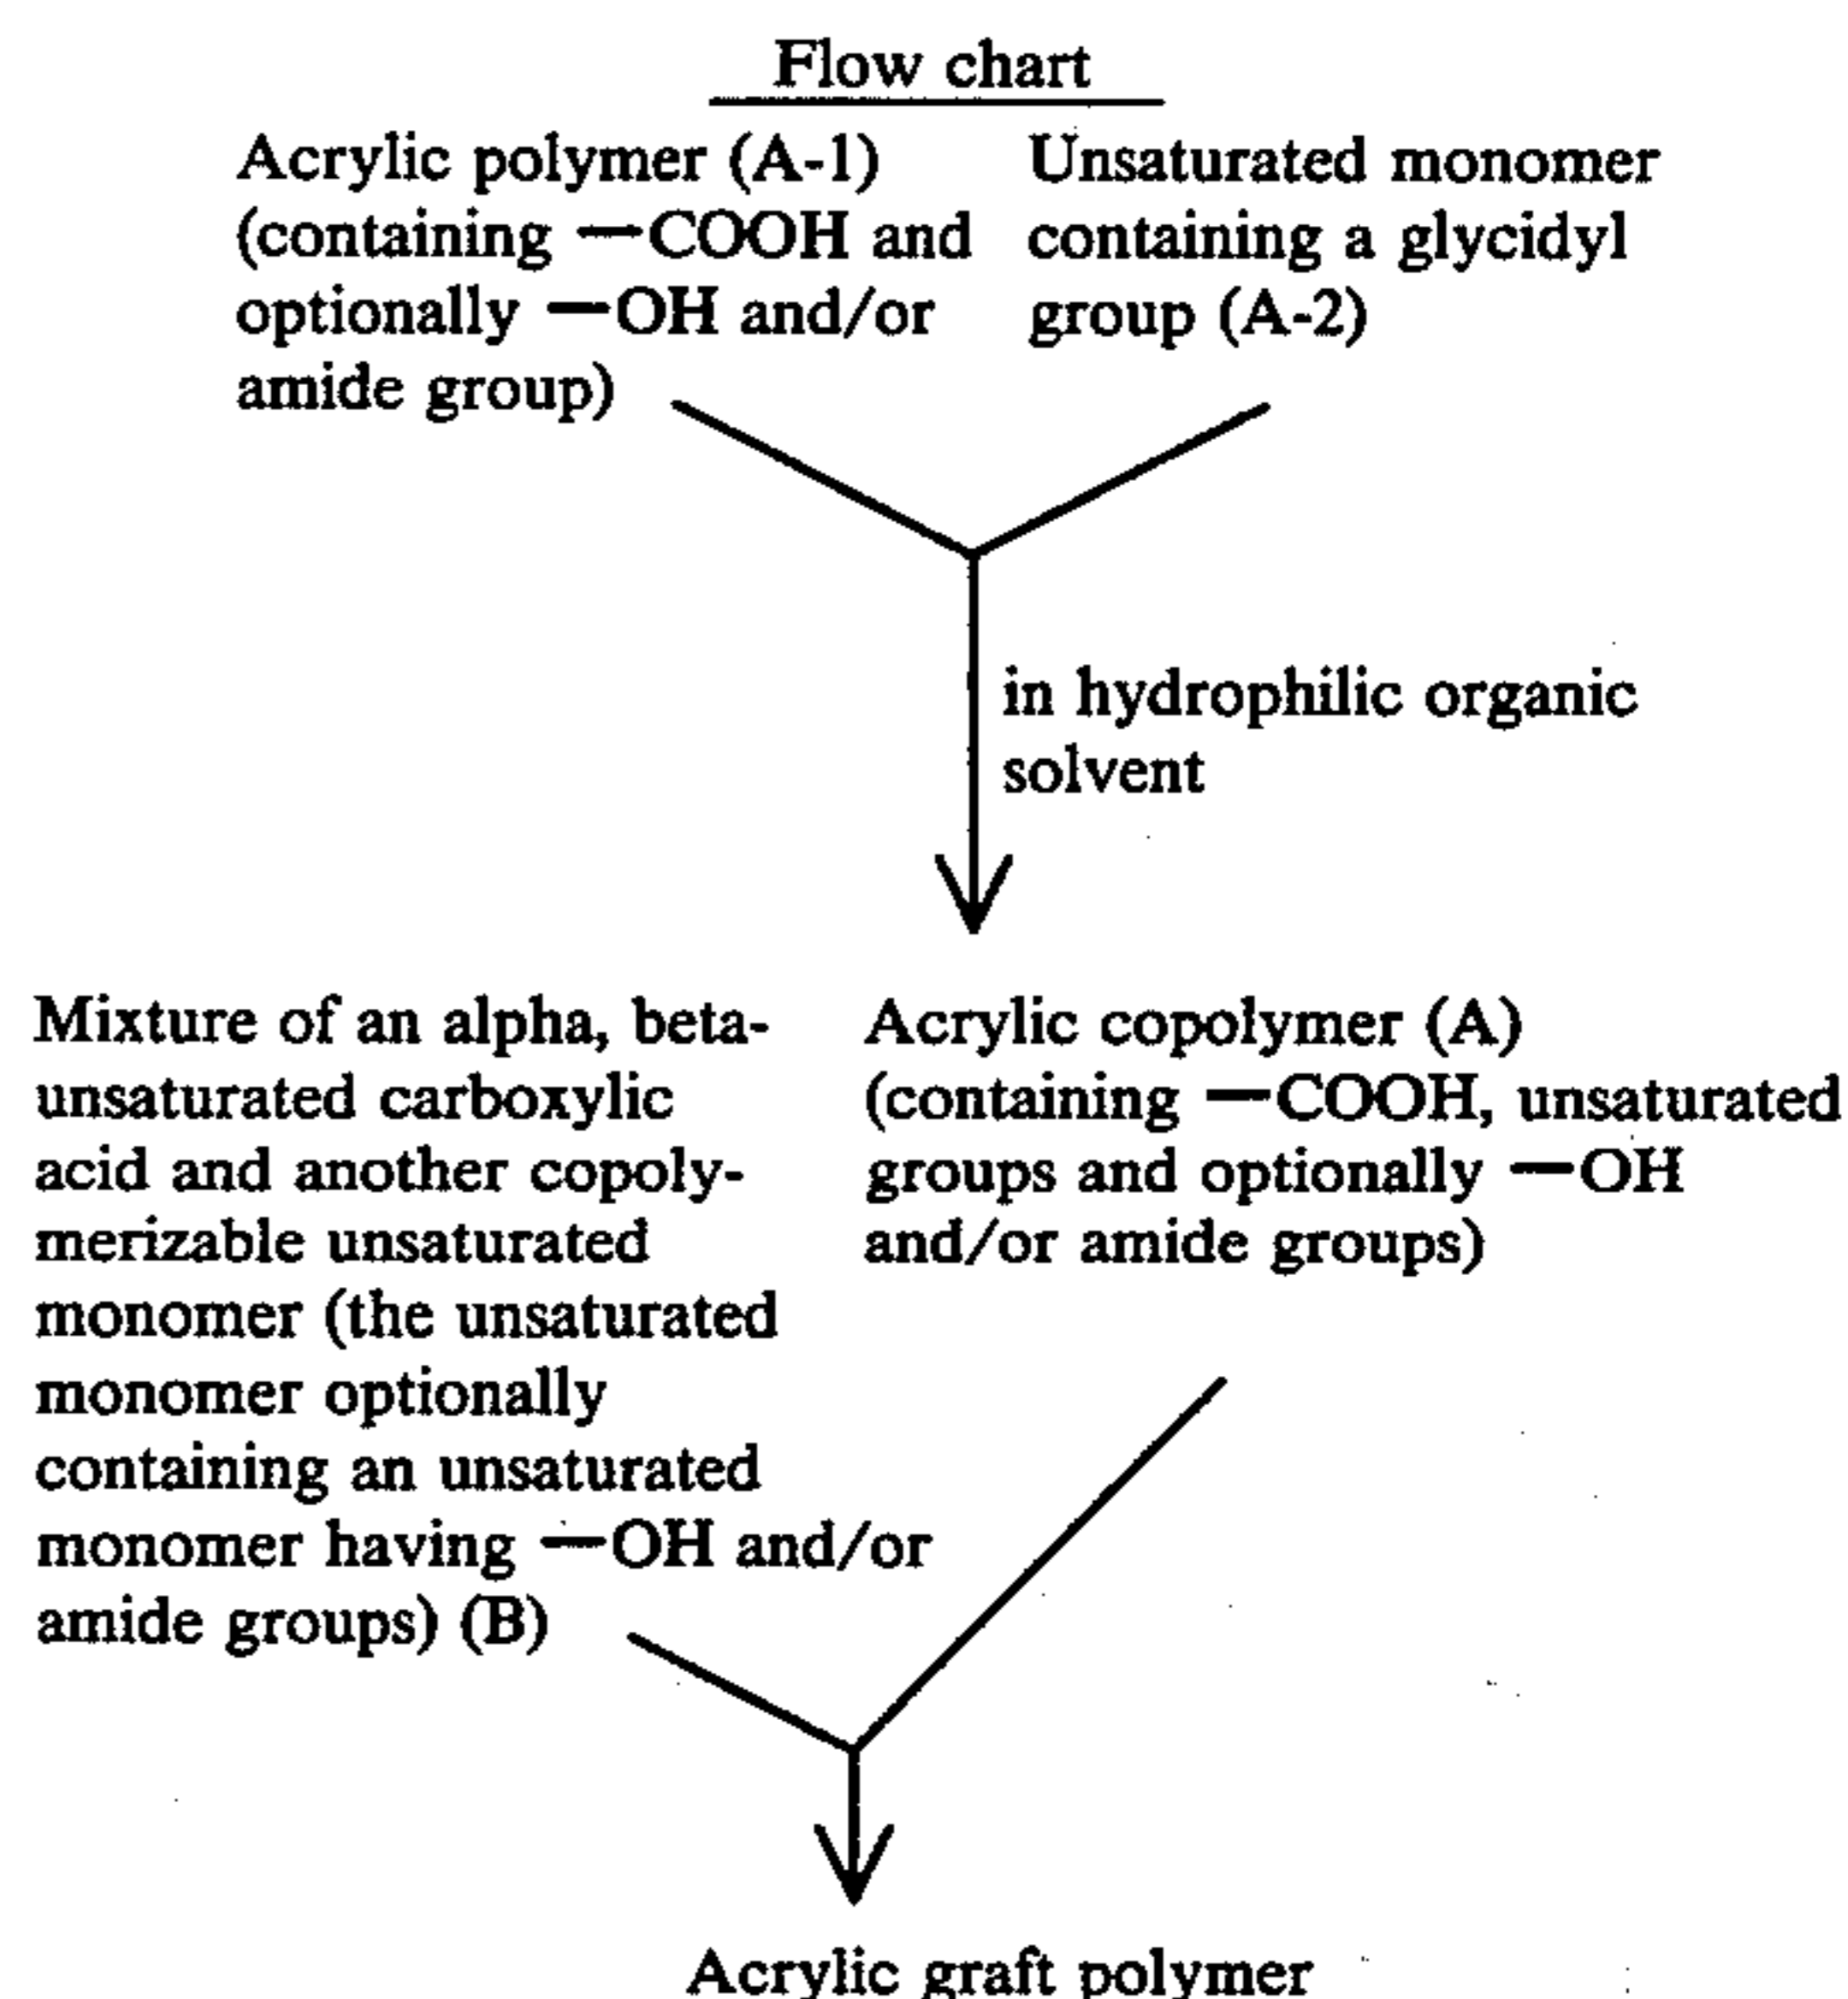 Flow chart
Acrylic polymer (A-1)
(containing —COOH and
optionally —OH and/or
amide group)
Unsaturated monomer
containing a glycidyl
group (A-2)
in hydrophilic organic
solvent
Mixture of an alpha, beta-
unsaturated carboxylic
acid and another copoly-
merizable unsaturated
monomer (the unsaturated
monomer optionally
containing an unsaturated
monomer having —OH and/or
amide groups) (B)
Acrylic copolymer (A)
(containing —COOH, unsaturated
groups and optionally —OH
and/or amide groups)
Acrylic graft polymer